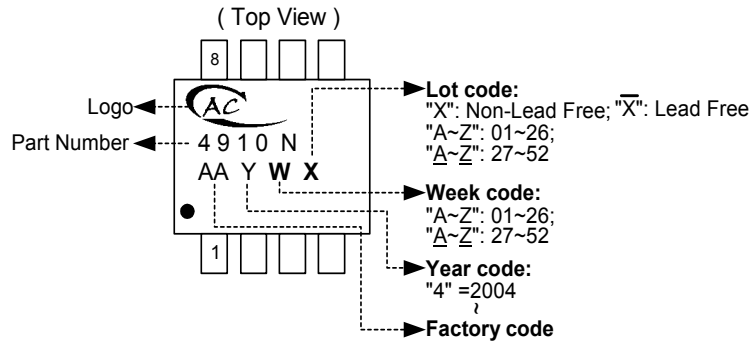 ( Top View )
8
Logo
AC
Part Number
4910 N
AA Y W X
1
Lot code:
"X": Non-Lead Free; "X̅": Lead Free
"A~Z": 01~26;
"A̲~Z̲": 27~52
Week code:
"A~Z": 01~26;
"A̲~Z̲": 27~52
Year code:
"4" =2004
~
Factory code